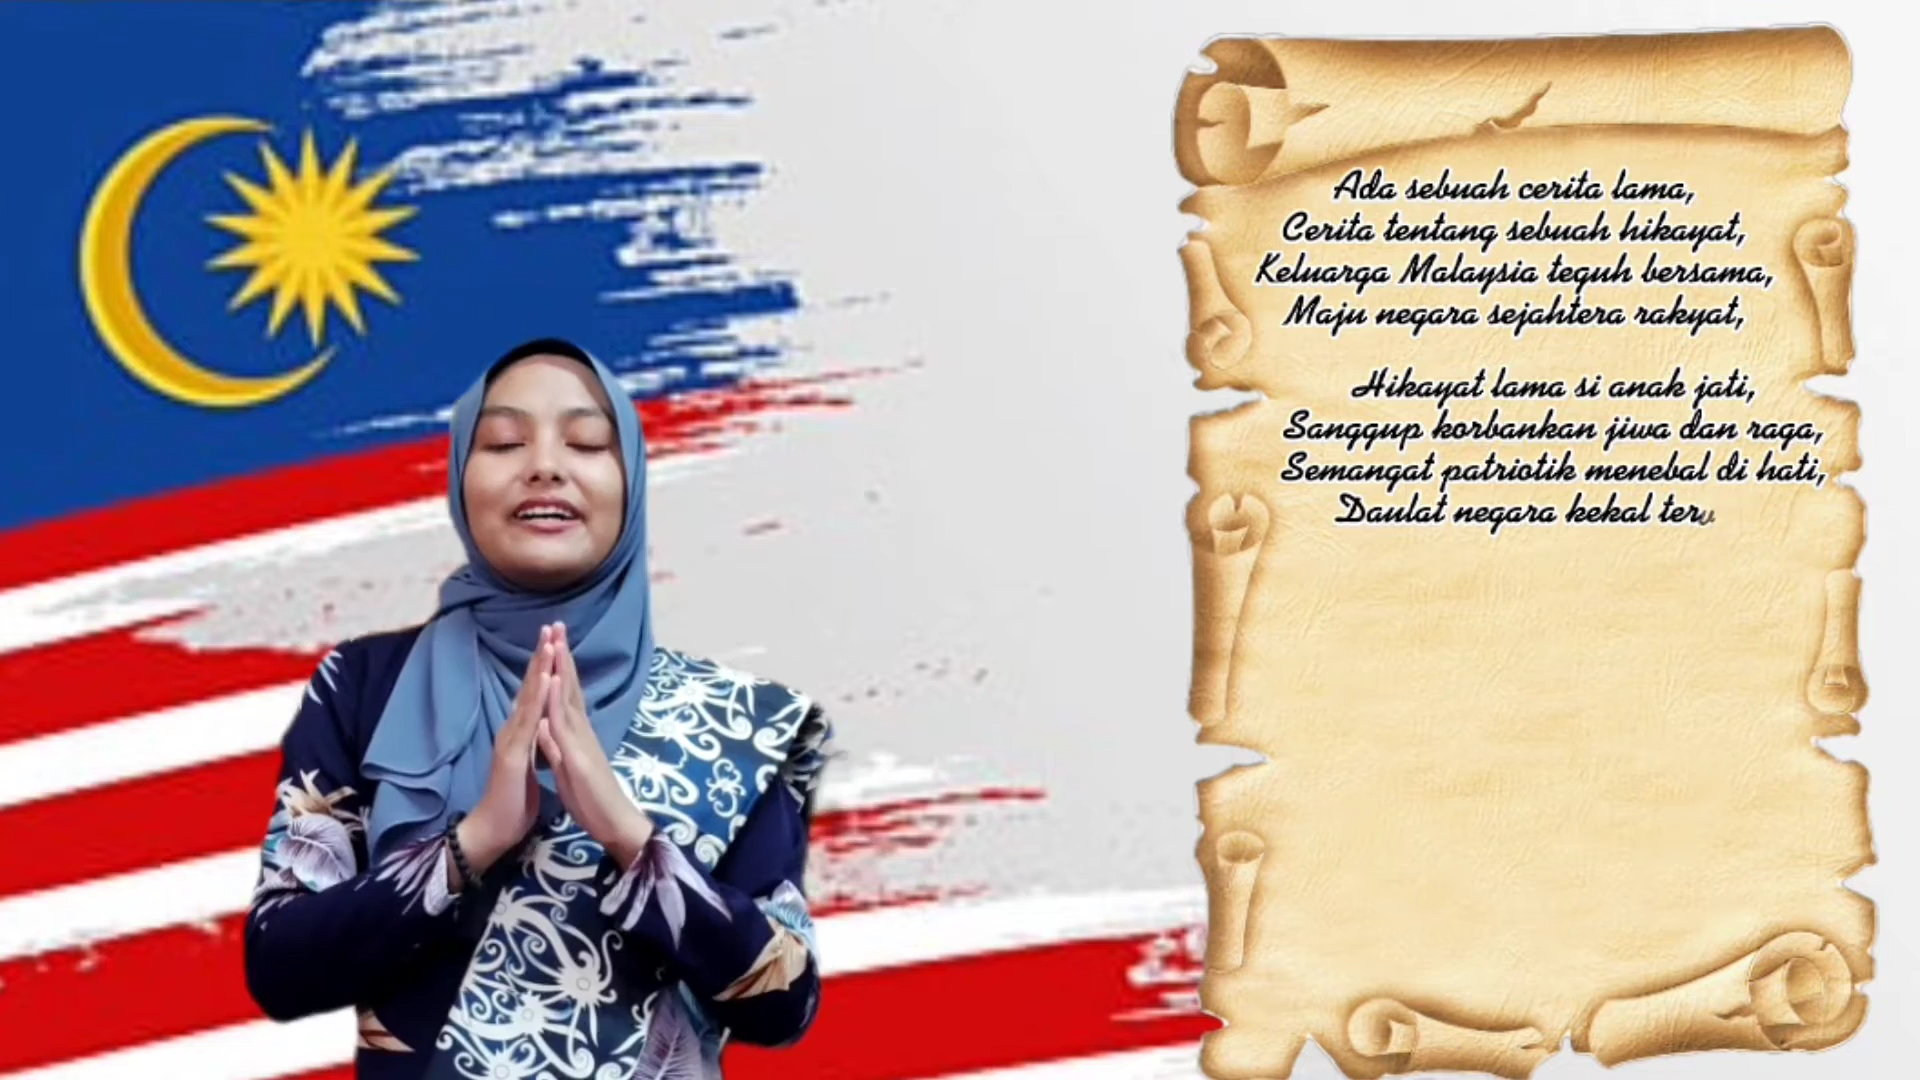 Ada sebuah cerita lama,
Cerita tentang sebuah hikayat,
Keluarga Malaysia teguh bersama,
Maju negara sejahtera rakyat,
Hikayat lama si anak jati,
Sanggup korbankan jiwa dan raga,
Semangat patriotik menebal di hati,
Daulat negara kekal teru